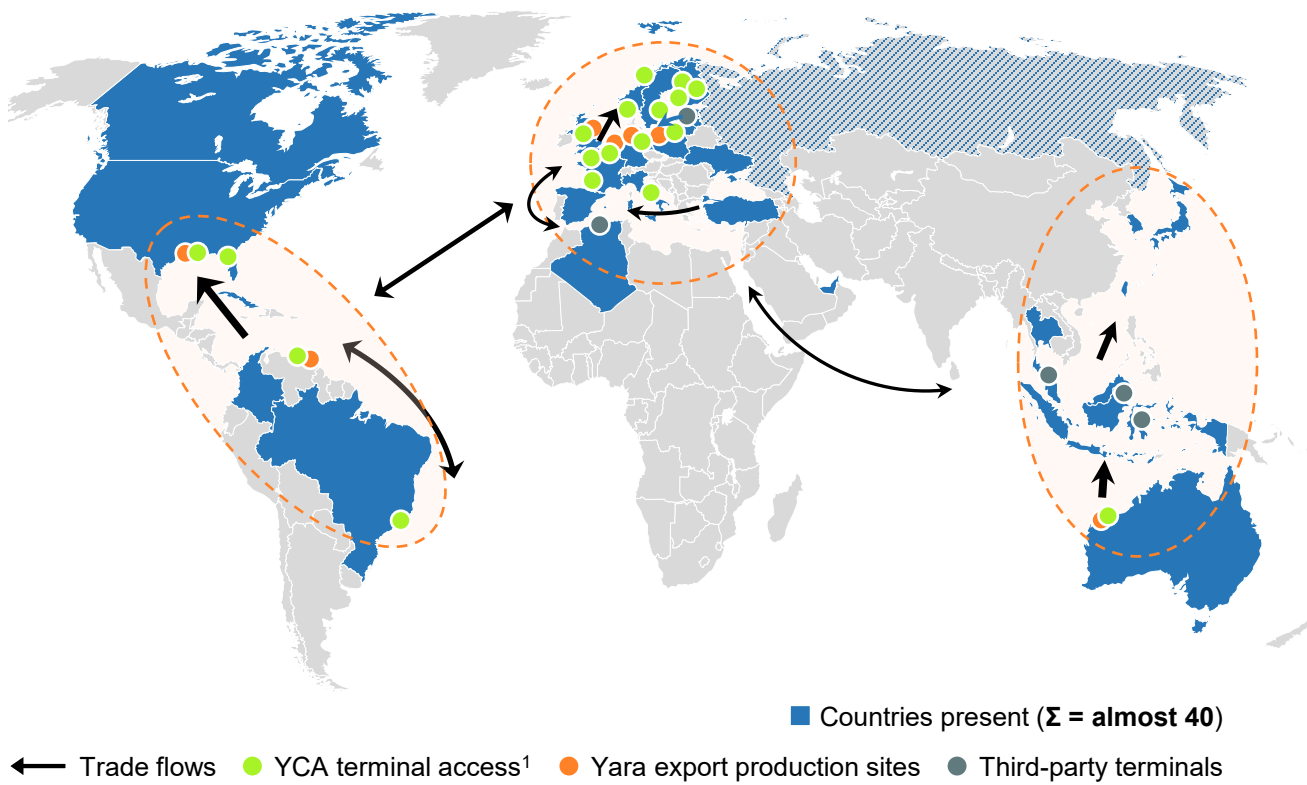 Countries present (Σ = almost 40)
Trade flows YCA terminal access¹ Yara export production sites Third-party terminals